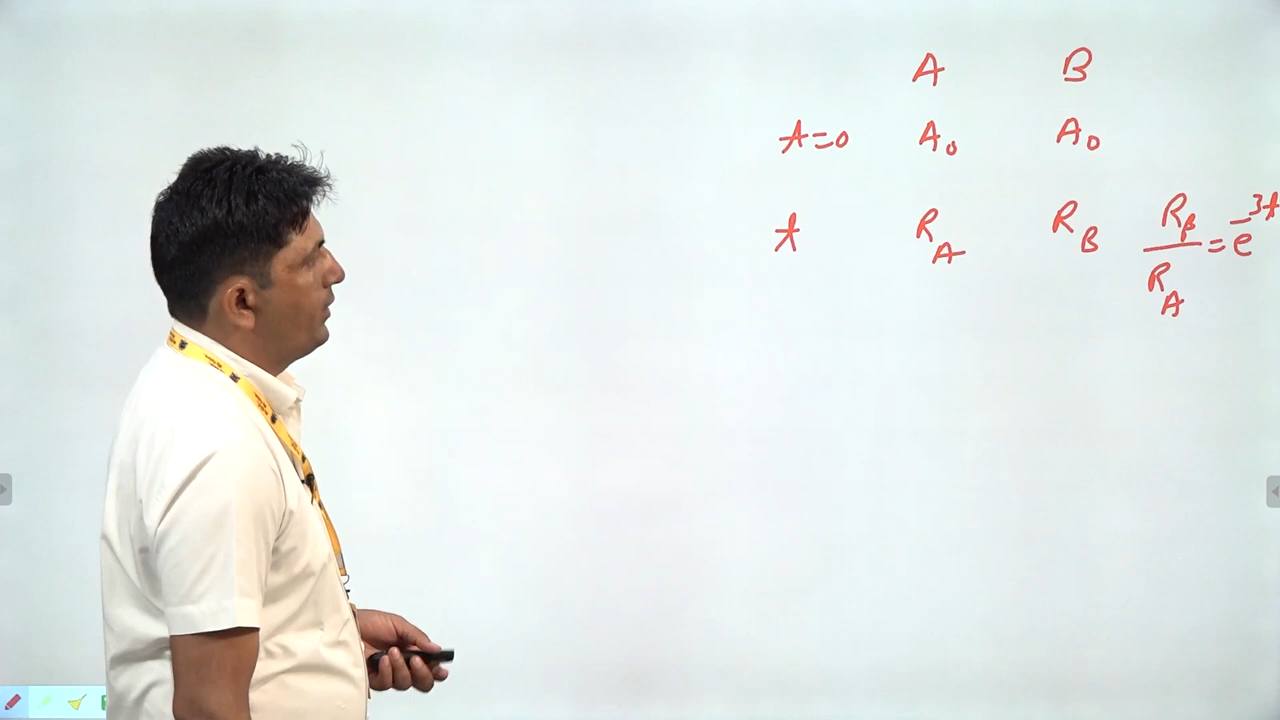 A B
t=0 A₀ A₀
t R_A R_B R_B/R_A = e^-3t